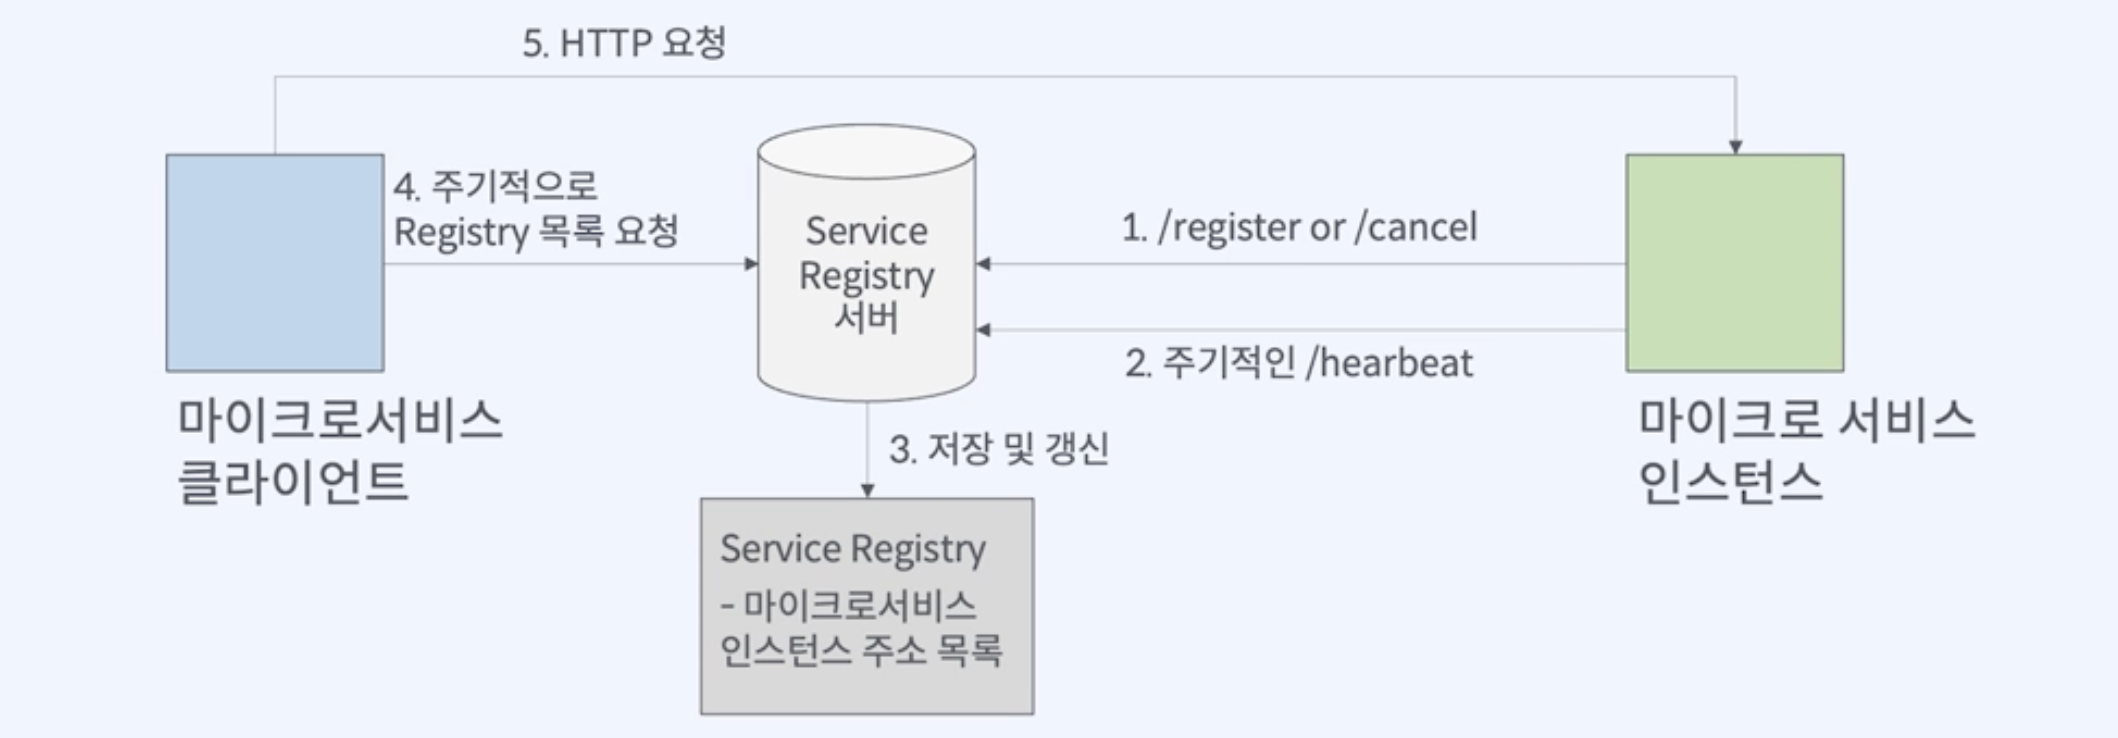 5. HTTP 요청
4. 주기적으로
Registry 목록 요청
Service
Registry
서버
1. /register or /cancel
2. 주기적인 /hearbeat
마이크로서비스
클라이언트
3. 저장 및 갱신
마이크로 서비스
인스턴스
Service Registry
- 마이크로서비스
인스턴스 주소 목록